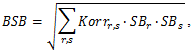 BSB = √(∑_{r,s} Korr_{r,s} · SB_r · SB_s) ,